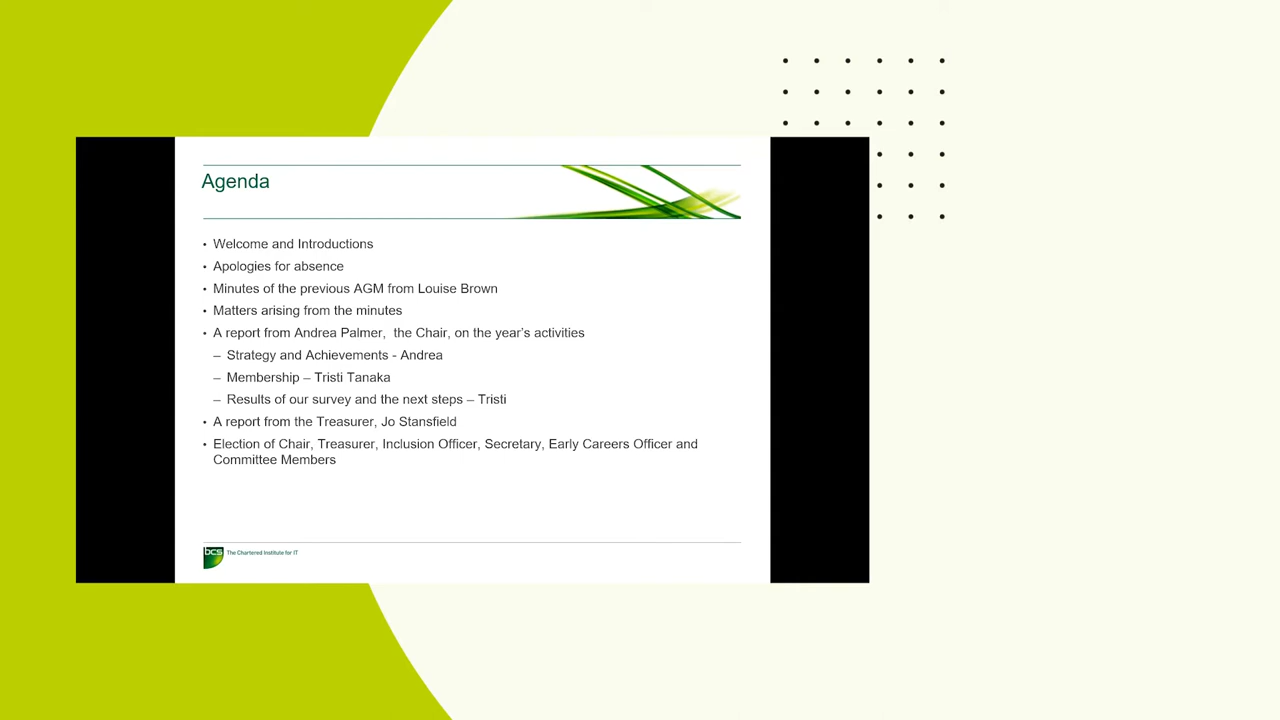 Agenda
• Welcome and Introductions
• Apologies for absence
• Minutes of the previous AGM from Louise Brown
• Matters arising from the minutes
• A report from Andrea Palmer,  the Chair, on the year’s activities
– Strategy and Achievements - Andrea
– Membership – Tristi Tanaka
– Results of our survey and the next steps – Tristi
• A report from the Treasurer, Jo Stansfield
• Election of Chair, Treasurer, Inclusion Officer, Secretary, Early Careers Officer and
Committee Members
bcs The Chartered Institute for IT